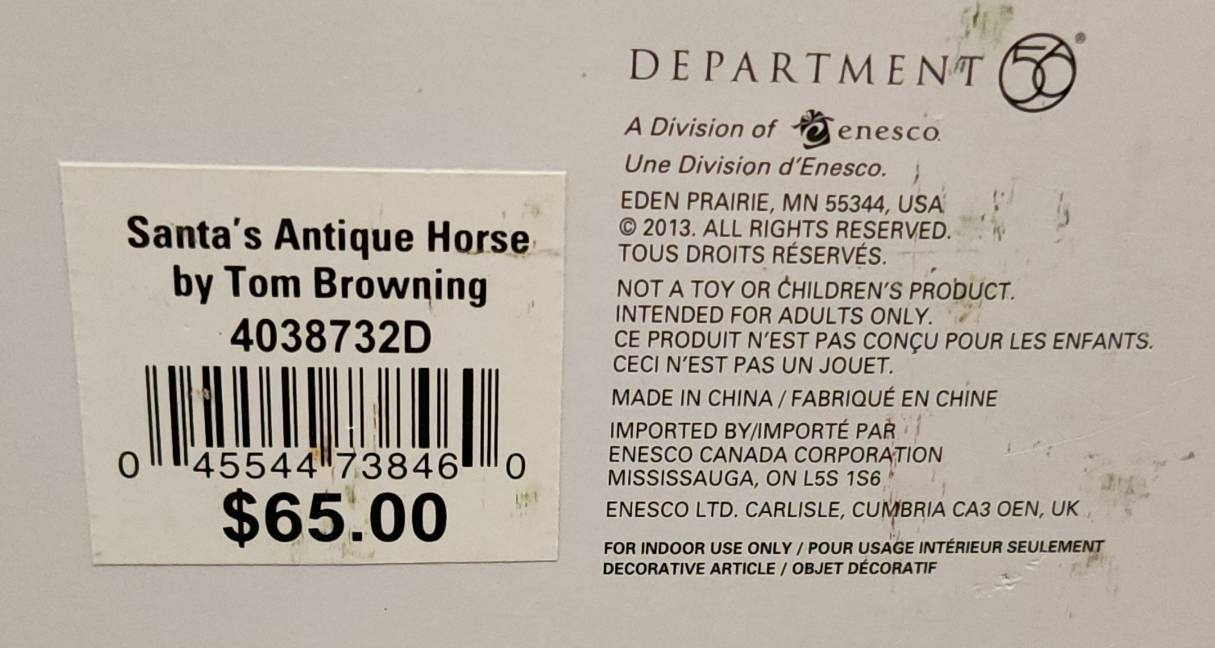 Santa's Antique Horse
by Tom Browning
4038732D
0 45544 73846 0
$65.00
DEPARTMENT 56®
A Division of enesco.
Une Division d'Enesco.
EDEN PRAIRIE, MN 55344, USA
© 2013. ALL RIGHTS RESERVED.
TOUS DROITS RÉSERVÉS.
NOT A TOY OR CHILDREN'S PRODUCT.
INTENDED FOR ADULTS ONLY.
CE PRODUIT N'EST PAS CONÇU POUR LES ENFANTS.
CECI N'EST PAS UN JOUET.
MADE IN CHINA / FABRIQUÉ EN CHINE
IMPORTED BY/IMPORTÉ PAR
ENESCO CANADA CORPORATION
MISSISSAUGA, ON L5S 1S6
ENESCO LTD. CARLISLE, CUMBRIA CA3 OEN, UK
FOR INDOOR USE ONLY / POUR USAGE INTÉRIEUR SEULEMENT
DECORATIVE ARTICLE / OBJET DÉCORATIF